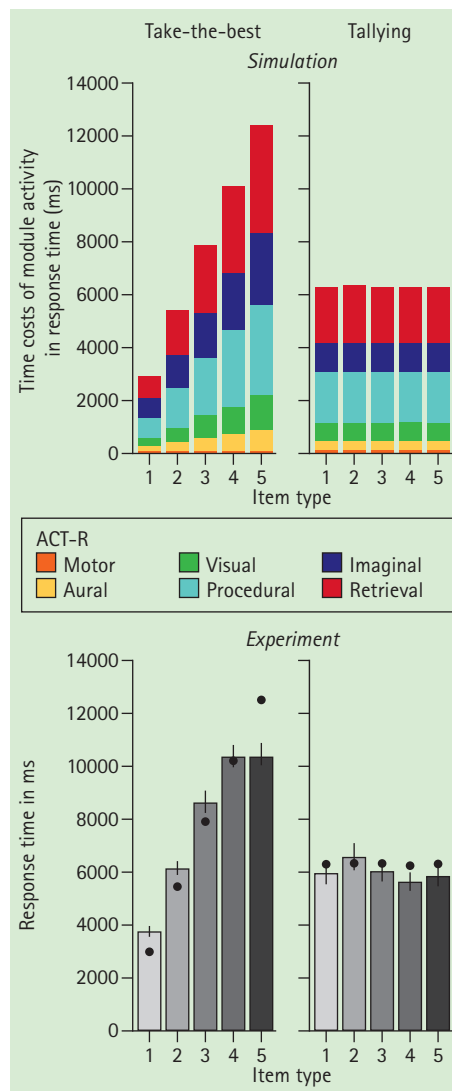 Take-the-best Tallying
Simulation
Time costs of module activity
in response time (ms)
14000
12000
10000
8000
6000
4000
2000
0
1 2 3 4 5 1 2 3 4 5
Item type Item type
ACT-R
Motor Visual Imaginal
Aural Procedural Retrieval
Experiment
Response time in ms
14000
12000
10000
8000
6000
4000
2000
0
1 2 3 4 5 1 2 3 4 5
Item type Item type